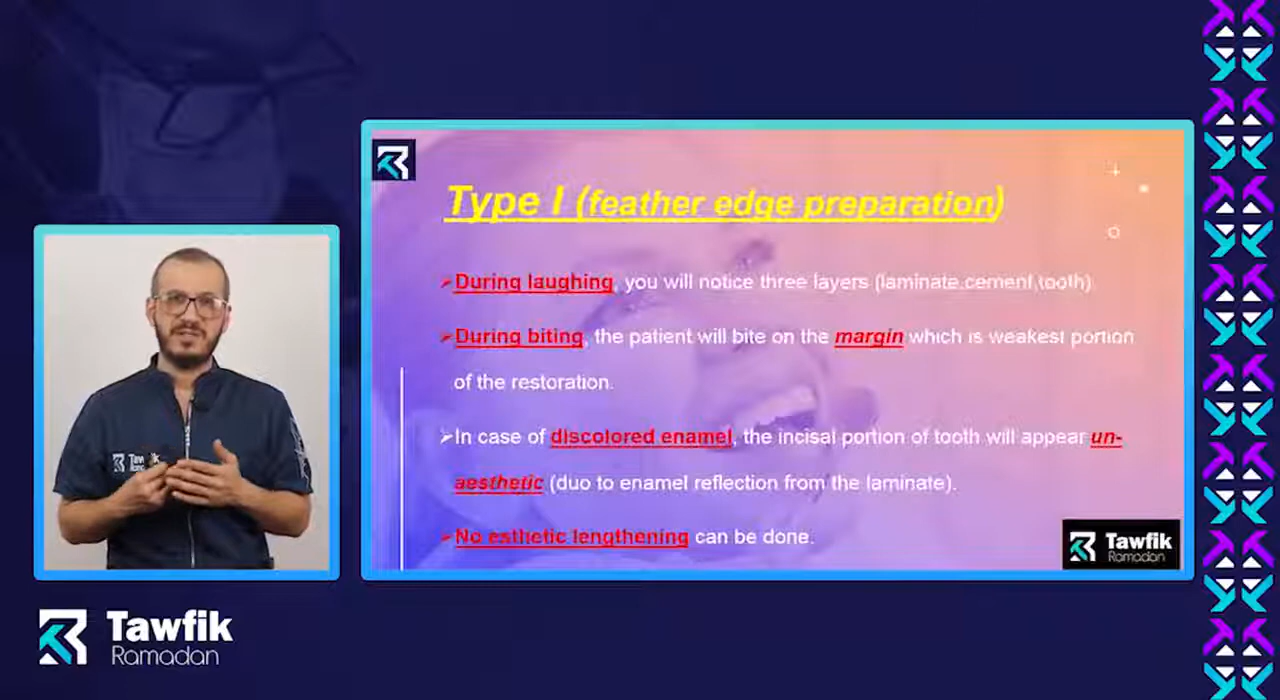 Type I (feather edge preparation)
➢During laughing, you will notice three layers (laminate,cement,tooth)
➢During biting, the patient will bite on the margin which is weakest portion
of the restoration.
➢In case of discolored enamel, the incisal portion of tooth will appear un-
aesthetic (duo to enamel reflection from the laminate).
➢No esthetic lengthening can be done.
Tawfik
Ramadan
Tawfik
Ramadan